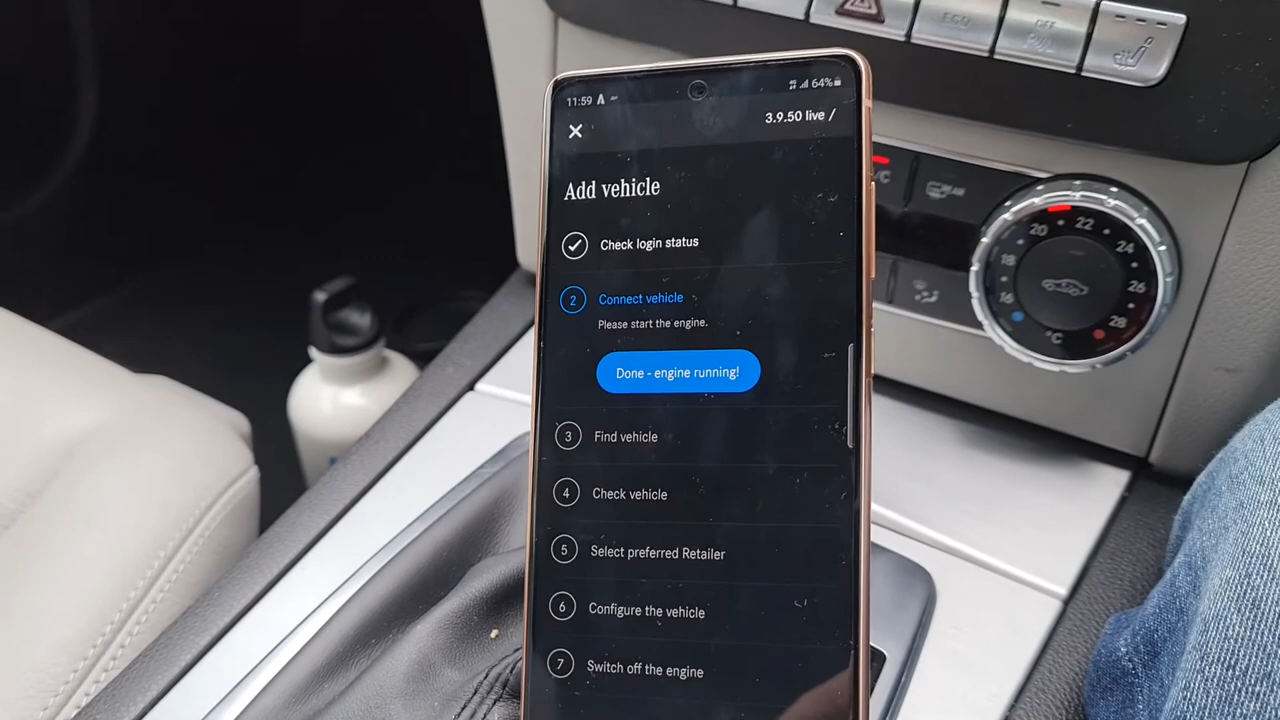 ECO
OFF
11:59
64%
3.9.50 live /
Add vehicle
Check login status
2
Connect vehicle
Please start the engine.
Done - engine running!
3
Find vehicle
4
Check vehicle
5
Select preferred Retailer
6
Configure the vehicle
7
Switch off the engine
/C
REAR
16
18
20
22
24
26
28
°C